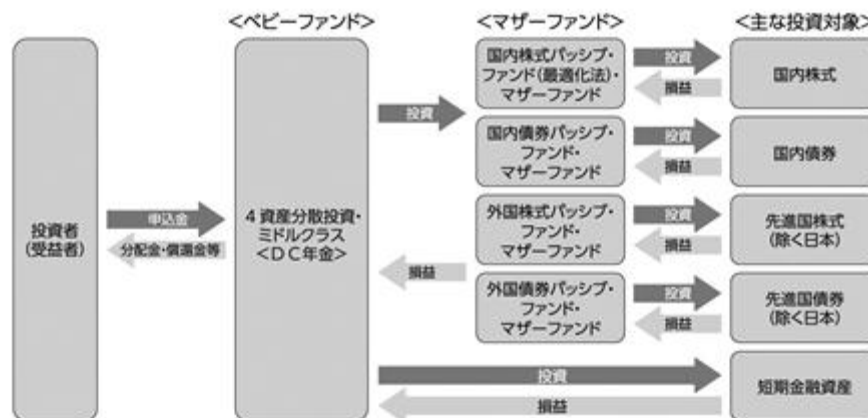 <ベビーファンド>
<マザーファンド>
<主な投資対象>
投資者
(受益者)
申込金
分配金・償還金等
4資産分散投資・
ミドルクラス
<DC年金>
投資
損益
国内株式パッシブ・
ファンド(最適化法)・
マザーファンド
投資
損益
国内株式
国内債券パッシブ・
ファンド・
マザーファンド
投資
損益
国内債券
外国株式パッシブ・
ファンド・
マザーファンド
投資
損益
先進国株式
(除く日本)
外国債券パッシブ・
ファンド・
マザーファンド
投資
損益
先進国債券
(除く日本)
投資
損益
短期金融資産